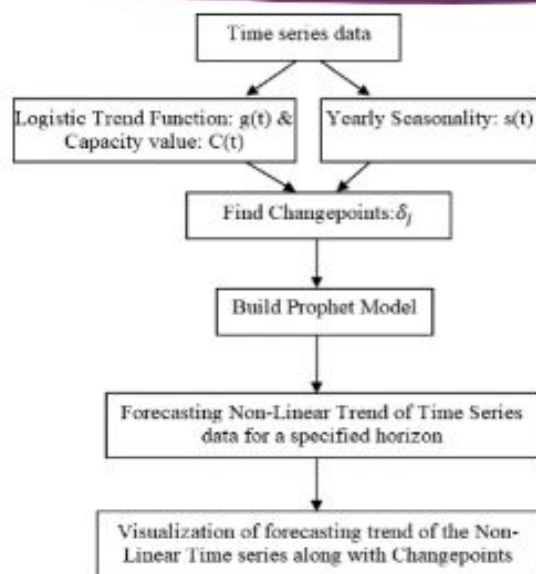 Time series data
Logistic Trend Function: g(t) &
Capacity value: C(t)
Yearly Seasonality: s(t)
Find Changepoints:δj
Build Prophet Model
Forecasting Non-Linear Trend of Time Series
data for a specified horizon
Visualization of forecasting trend of the Non-
Linear Time series along with Changepoints